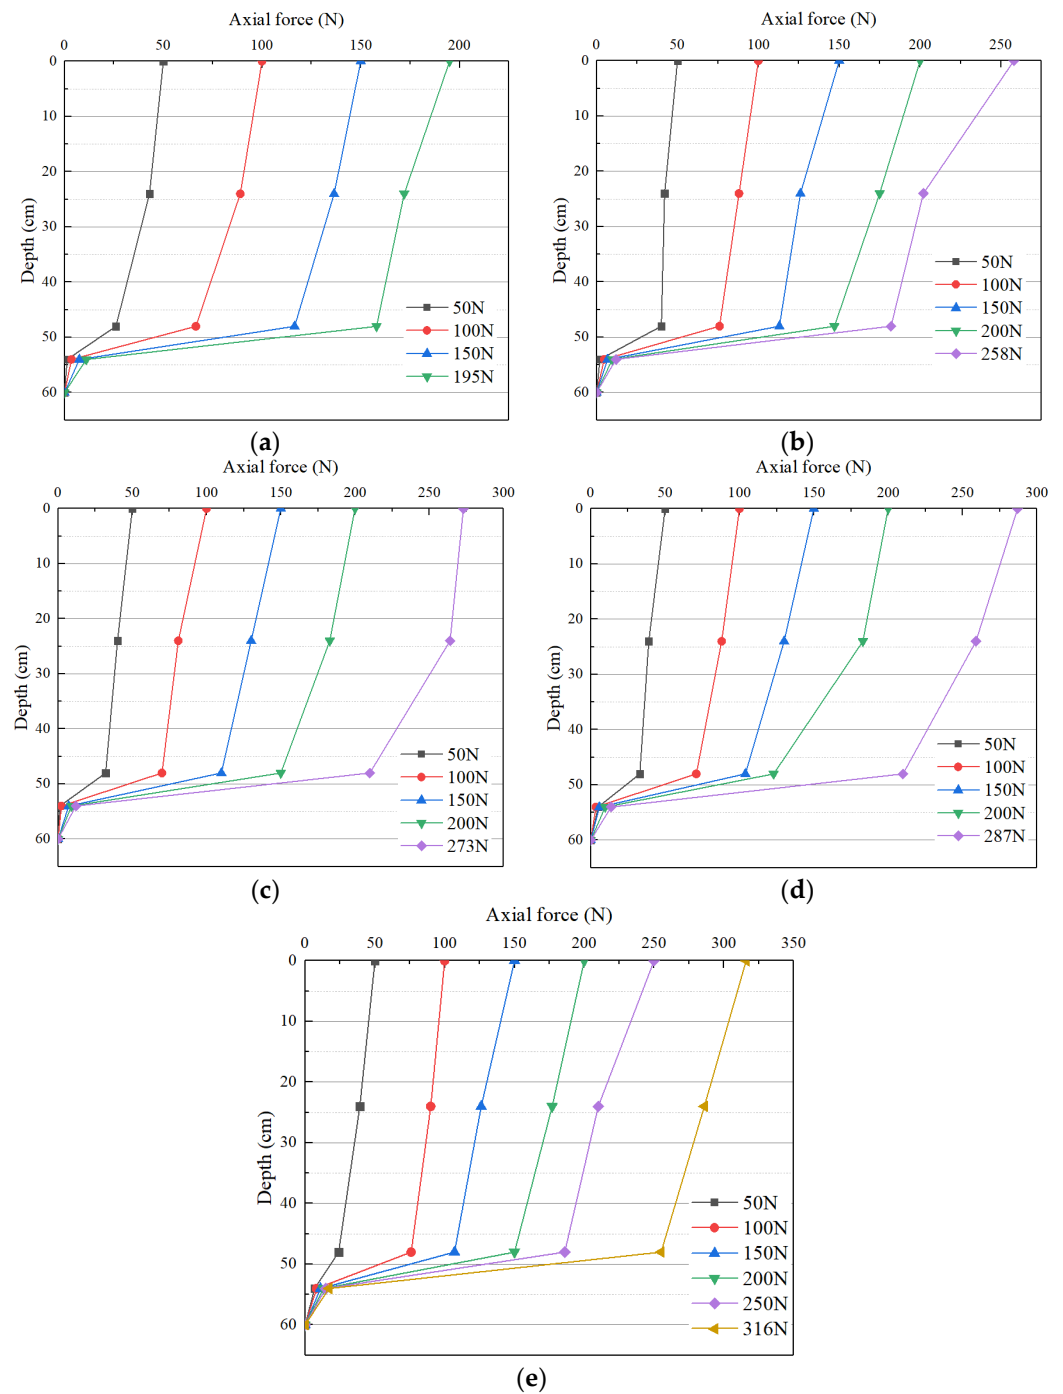 Axial force (N)
0 50 100 150 200
0
10
20
30
40
50
60
Depth (cm)
50N
100N
150N
195N
(a)
Axial force (N)
0 50 100 150 200 250
0
10
20
30
40
50
60
Depth (cm)
50N
100N
150N
200N
258N
(b)
Axial force (N)
0 50 100 150 200 250 300
0
10
20
30
40
50
60
Depth (cm)
50N
100N
150N
200N
273N
(c)
Axial force (N)
0 50 100 150 200 250 300
0
10
20
30
40
50
60
Depth (cm)
50N
100N
150N
200N
287N
(d)
Axial force (N)
0 50 100 150 200 250 300 350
0
10
20
30
40
50
60
Depth (cm)
50N
100N
150N
200N
250N
316N
(e)